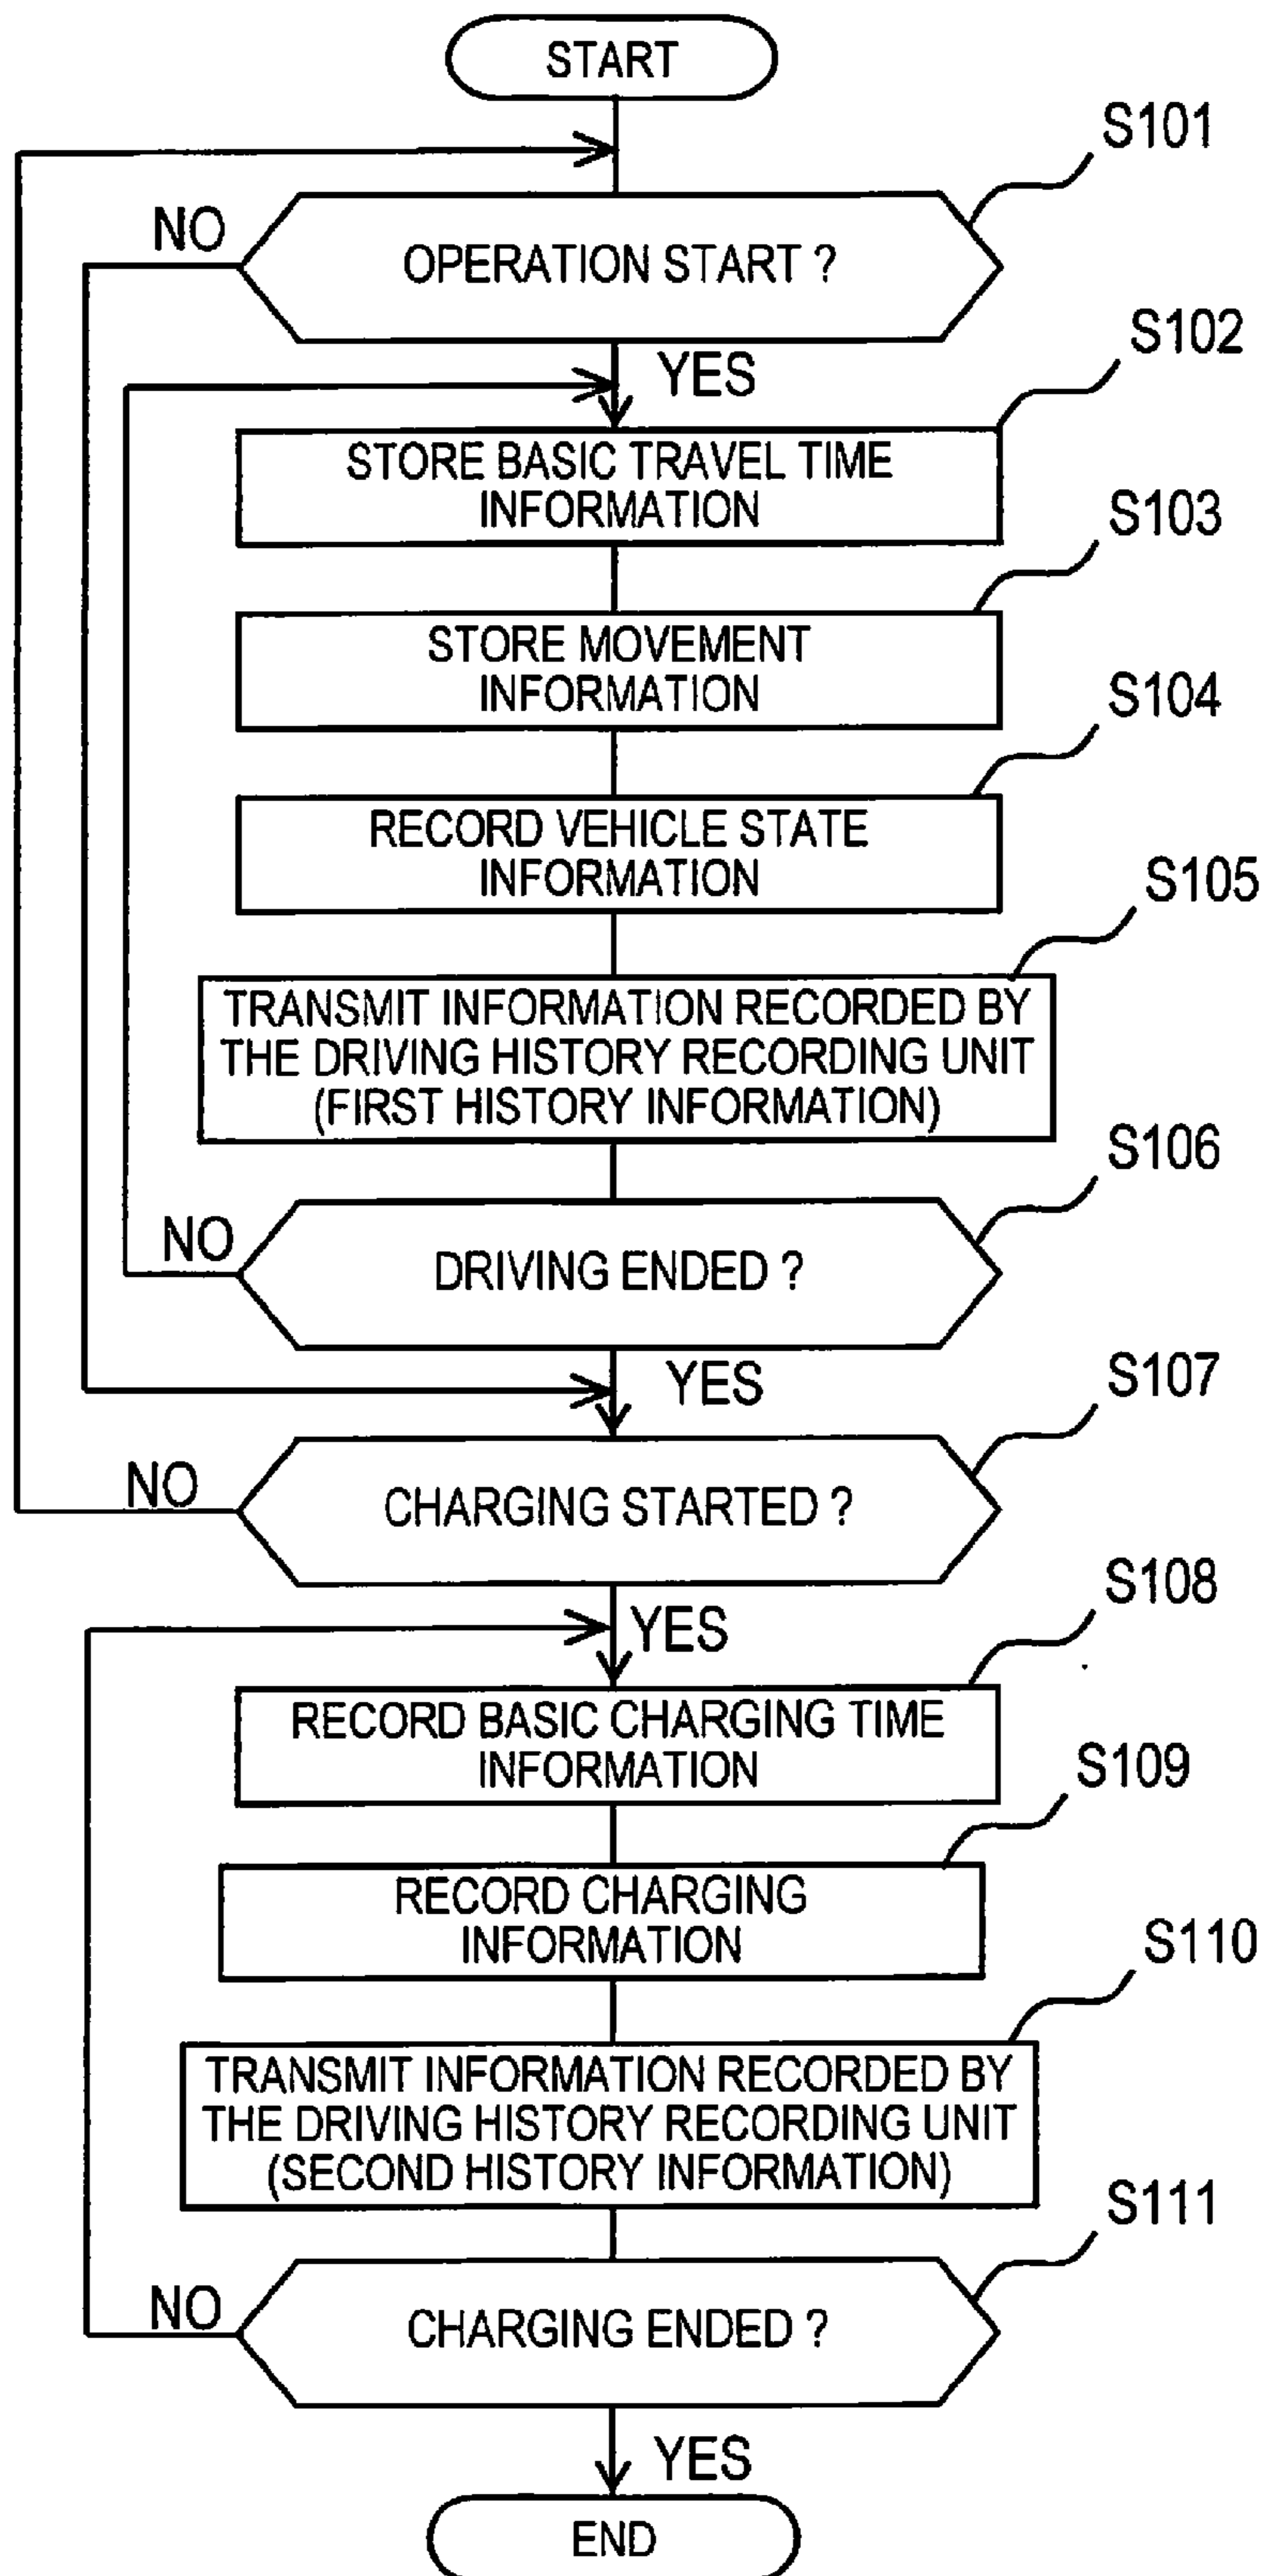 START
S101
NO
OPERATION START ?
S102
YES
STORE BASIC TRAVEL TIME
INFORMATION
S103
STORE MOVEMENT
INFORMATION
S104
RECORD VEHICLE STATE
INFORMATION
S105
TRANSMIT INFORMATION RECORDED BY
THE DRIVING HISTORY RECORDING UNIT
(FIRST HISTORY INFORMATION)
S106
NO
DRIVING ENDED ?
S107
YES
NO
CHARGING STARTED ?
S108
YES
RECORD BASIC CHARGING TIME
INFORMATION
S109
RECORD CHARGING
INFORMATION
S110
TRANSMIT INFORMATION RECORDED BY
THE DRIVING HISTORY RECORDING UNIT
(SECOND HISTORY INFORMATION)
S111
NO
CHARGING ENDED ?
YES
END